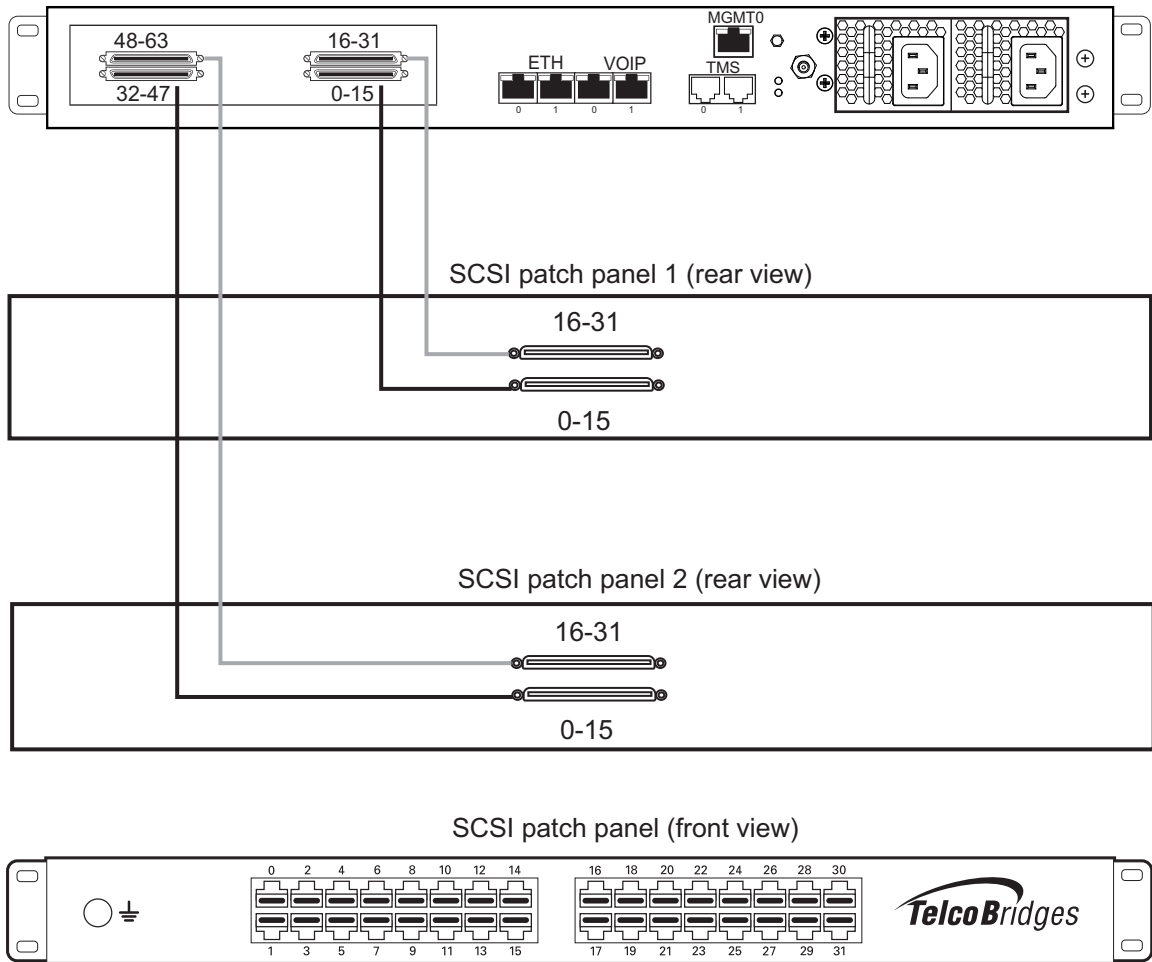 MGMT0
48-63 16-31
ETH VOIP TMS
32-47 0-15
0 1 0 1 0 1
SCSI patch panel 1 (rear view)
16-31
0-15
SCSI patch panel 2 (rear view)
16-31
0-15
SCSI patch panel (front view)
0 2 4 6 8 10 12 14 16 18 20 22 24 26 28 30
TelcoBridges
1 3 5 7 9 11 13 15 17 19 21 23 25 27 29 31